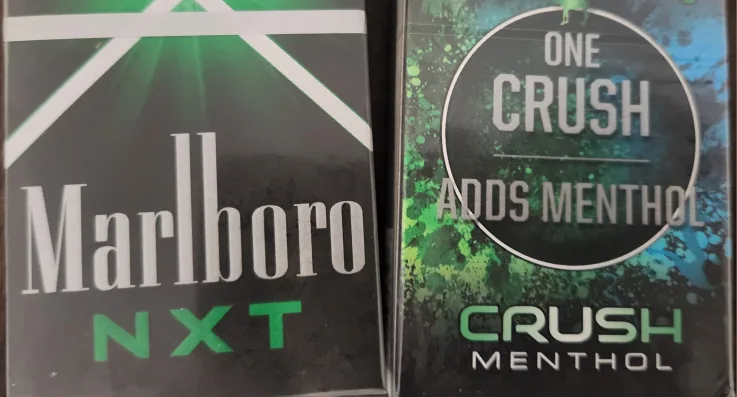 Marlboro
NXT
ONE
CRUSH
ADDS MENTHOL
CRUSH
MENTHOL